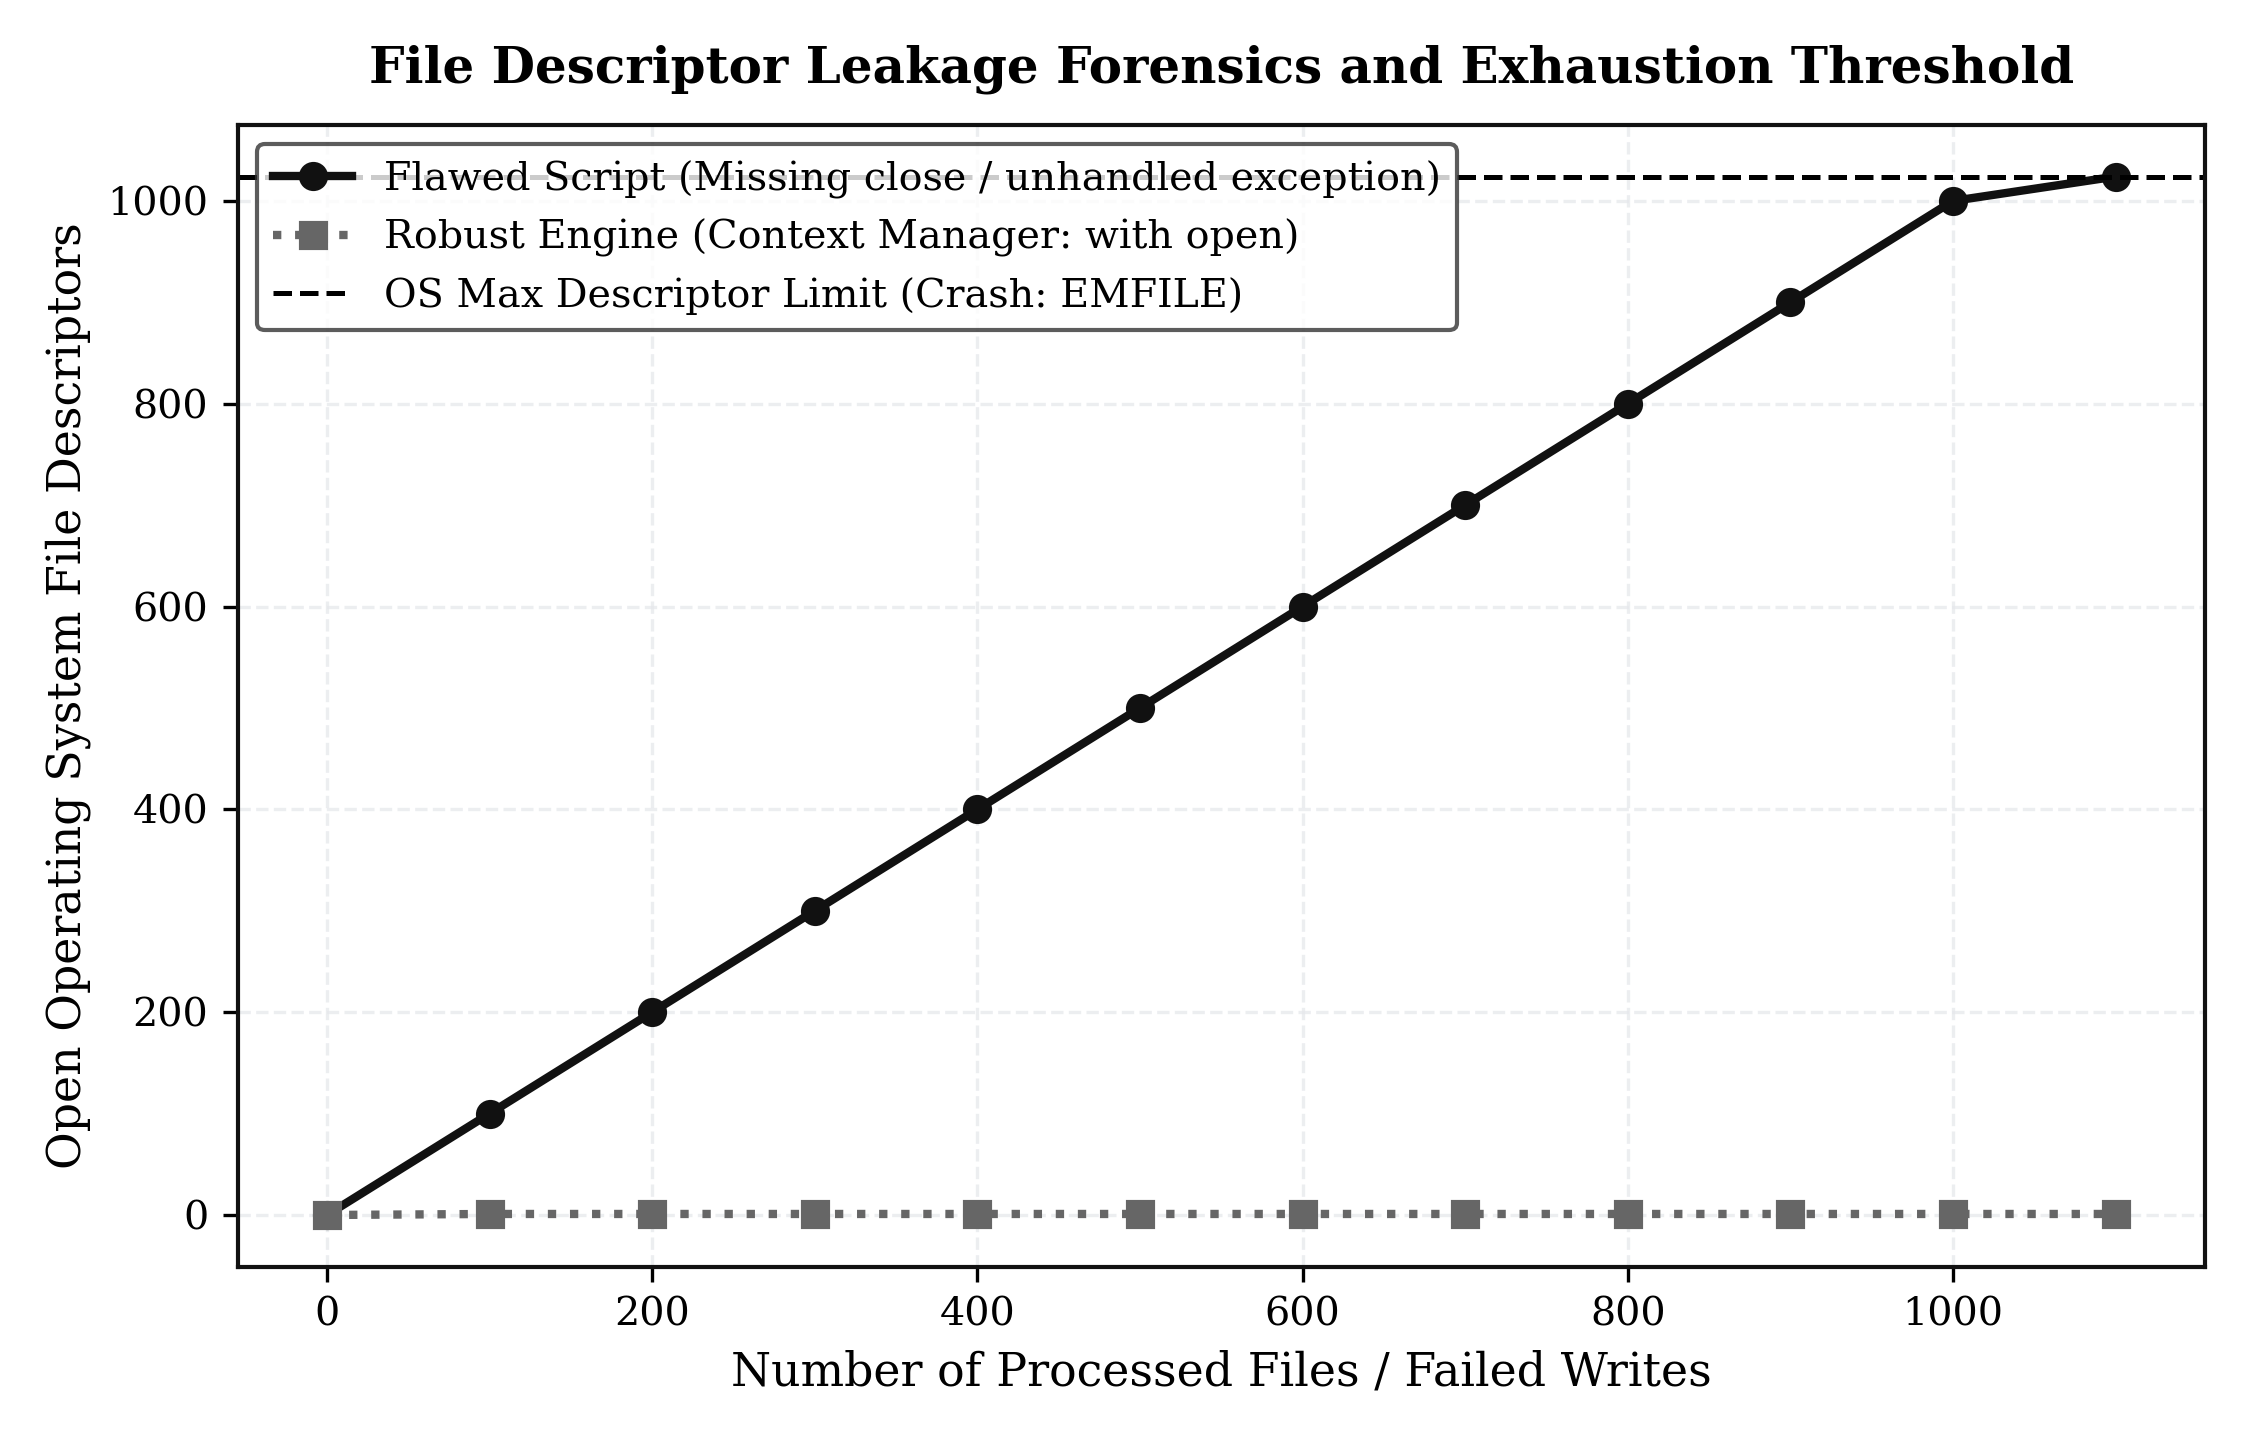 File Descriptor Leakage Forensics and Exhaustion Threshold
Flawed Script (Missing close / unhandled exception)
Robust Engine (Context Manager: with open)
OS Max Descriptor Limit (Crash: EMFILE)
Open Operating System File Descriptors
1000
800
600
400
200
0
0 200 400 600 800 1000
Number of Processed Files / Failed Writes